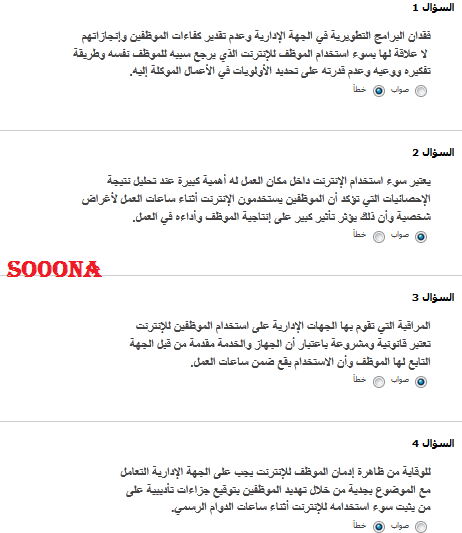 السؤال 1
فقدان البرامج التطويرية في الجهة الإدارية وعدم تقدير كفاءات الموظفين وإنجازاتهم
لا علاقة لها بسوء استخدام الموظف للإنترنت الذي يرجع سببه للموظف نفسه وطريقة
تفكيره ووعيه وعدم قدرته على تحديد الأولويات في الأعمال الموكلة إليه.
صواب خطأ
السؤال 2
يعتبر سوء استخدام الإنترنت داخل مكان العمل له أهمية كبيرة عند تحليل نتيجة
الإحصائيات التي تؤكد أن الموظفين يستخدمون الإنترنت أثناء ساعات العمل لأغراض
شخصية وأن ذلك يؤثر تأثير كبير على إنتاجية الموظف وأداءه في العمل.
صواب خطأ
SOOONA
السؤال 3
المراقبة التي تقوم بها الجهات الإدارية على استخدام الموظفين للإنترنت
تعتبر قانونية ومشروعة باعتبار أن الجهاز والخدمة مقدمة من قبل الجهة
التابع لها الموظف وأن الاستخدام يقع ضمن ساعات العمل.
صواب خطأ
السؤال 4
للوقاية من ظاهرة إدمان الموظف للإنترنت يجب على الجهة الإدارية التعامل
مع الموضوع بجدية من خلال تهديد الموظفين بتوقيع جزاءات تأديبية على
من يثبت سوء استخدامه للإنترنت أثناء ساعات الدوام الرسمي.
صواب خطأ